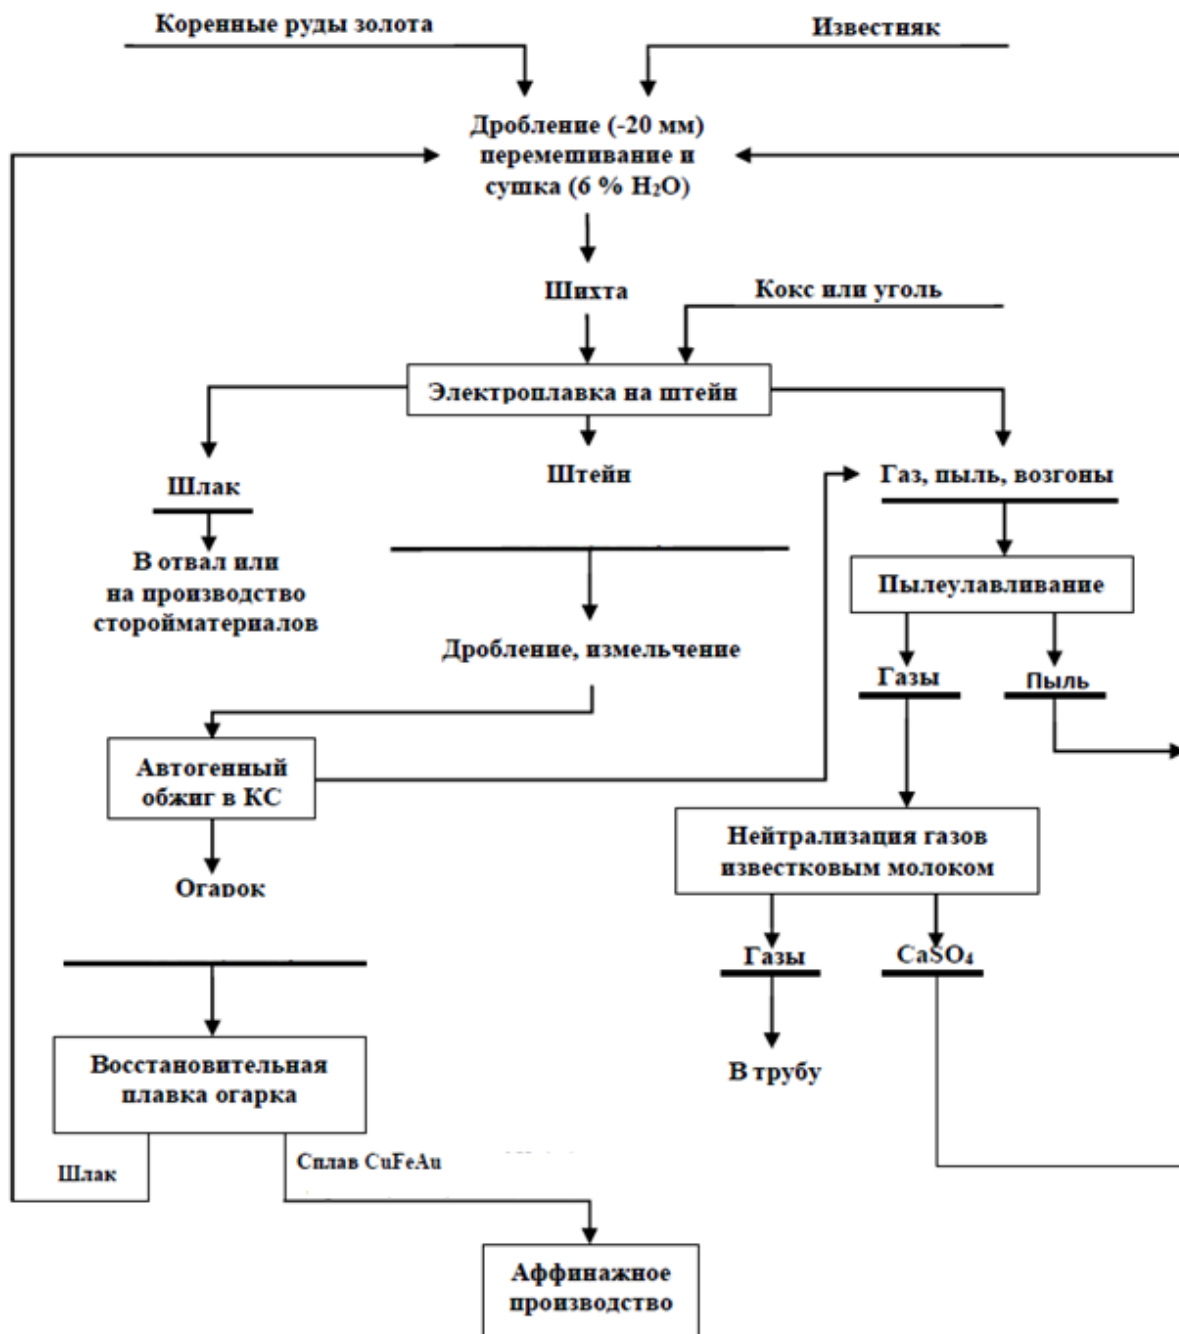 Коренные руды золота
Известняк
Дробление (-20 мм)
перемешивание и
сушка (6 % H₂O)
Шихта
Кокс или уголь
Электроплавка на штейн
Шлак
Штейн
Газ, пыль, возгоны
В отвал или
на производство
сторойматериалов
Пылеулавливание
Дробление, измельчение
Газы
Пыль
Автогенный
обжиг в КС
Нейтрализация газов
известковым молоком
Огарок
Газы
CaSO₄
Восстановительная
плавка огарка
В трубу
Шлак
Сплав CuFeAu
Аффинажное
производство